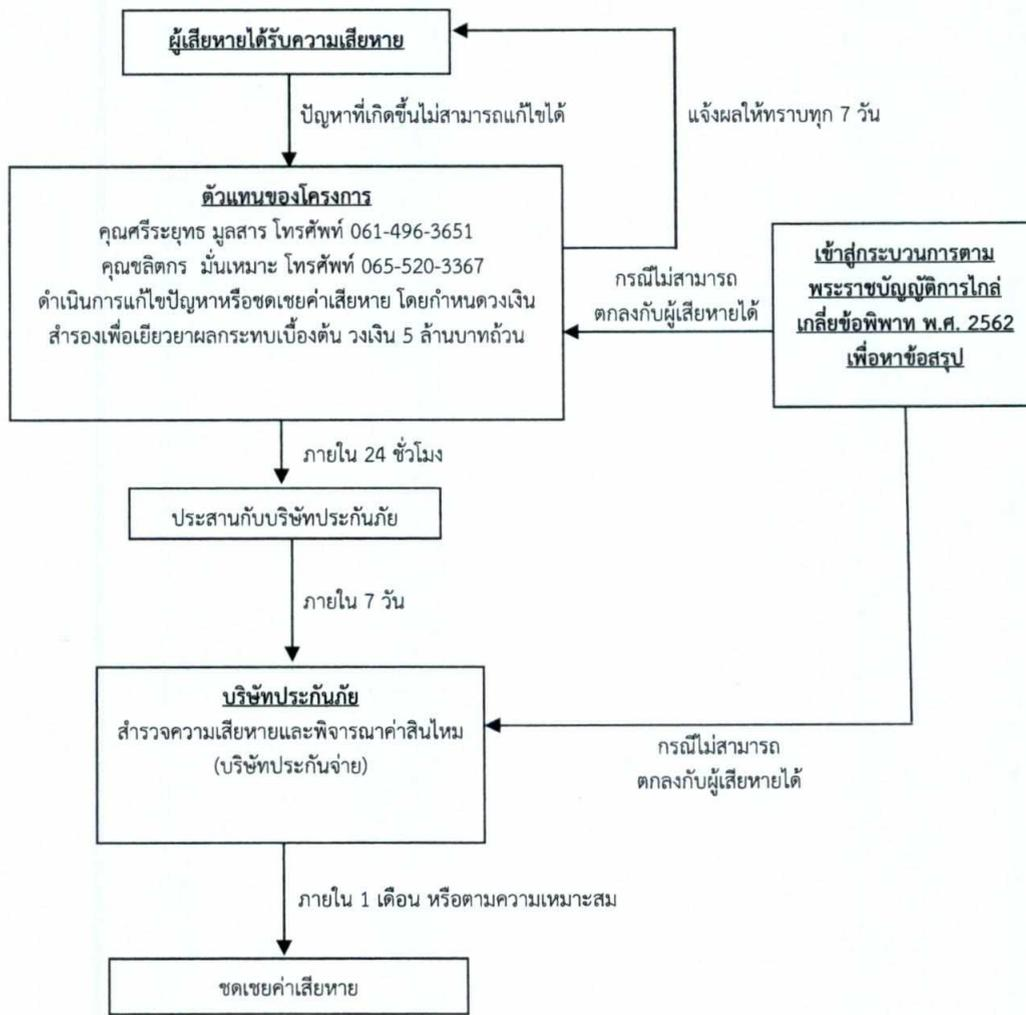 ผู้เสียหายได้รับความเสียหาย
ปัญหาที่เกิดขึ้นไม่สามารถแก้ไขได้
แจ้งผลให้ทราบทุก 7 วัน
ตัวแทนของโครงการ
คุณศรีระยุทธ มูลสาร โทรศัพท์ 061-496-3651
คุณชลิตกร มั่นเหมาะ โทรศัพท์ 065-520-3367
ดำเนินการแก้ไขปัญหาหรือชดเชยค่าเสียหาย โดยกำหนดวงเงิน
สำรองเพื่อเยียวยาผลกระทบเบื้องต้น วงเงิน 5 ล้านบาทถ้วน
กรณีไม่สามารถ
ตกลงกับผู้เสียหายได้
เข้าสู่กระบวนการตาม
พระราชบัญญัติการไกล่
เกลี่ยข้อพิพาท พ.ศ. 2562
เพื่อหาข้อสรุป
ภายใน 24 ชั่วโมง
ประสานกับบริษัทประกันภัย
ภายใน 7 วัน
บริษัทประกันภัย
สำรวจความเสียหายและพิจารณาค่าสินไหม
(บริษัทประกันจ่าย)
กรณีไม่สามารถ
ตกลงกับผู้เสียหายได้
ภายใน 1 เดือน หรือตามความเหมาะสม
ชดเชยค่าเสียหาย